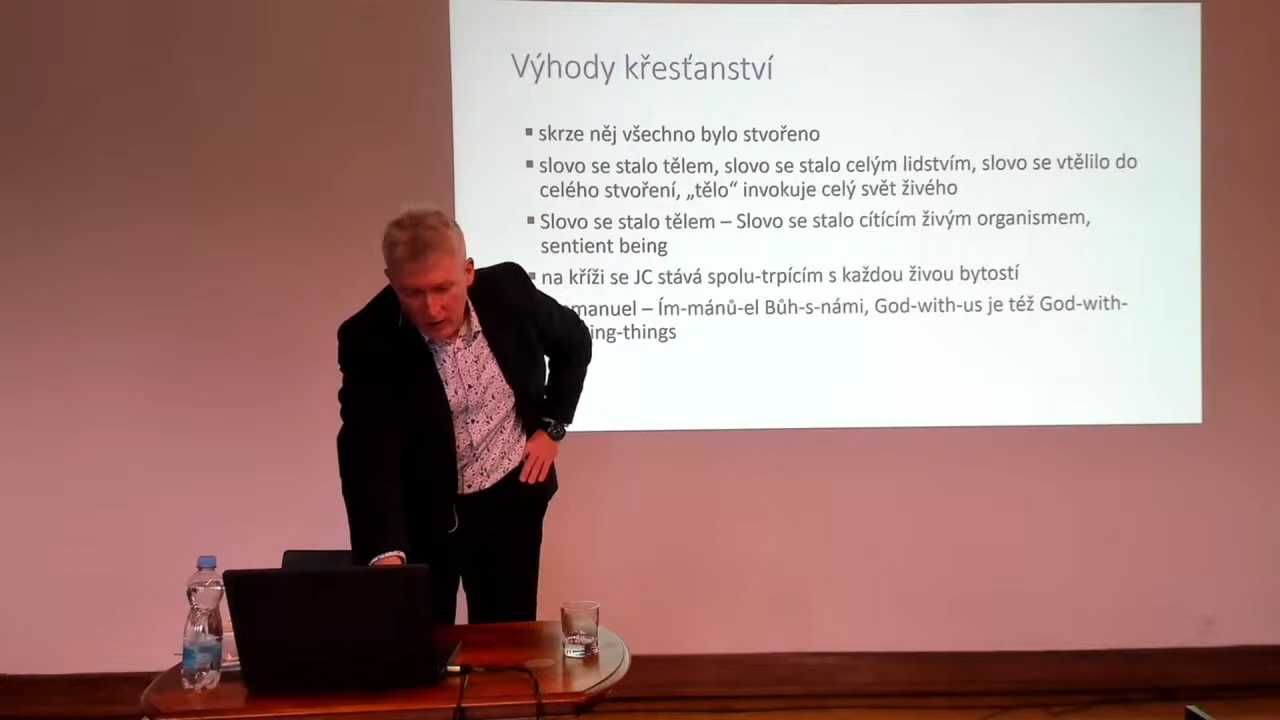 Výhody křesťanství
skrze něj všechno bylo stvořeno
slovo se stalo tělem, slovo se stalo celým lidstvím, slovo se vtělilo do
celého stvoření, „tělo“ invokuje celý svět živého
Slovo se stalo tělem – Slovo se stalo cítícím živým organismem,
sentient being
na kříži se JC stává spolu-trpícím s každou živou bytostí
manuel – Ím-mánů-el Bůh-s-námi, God-with-us je též God-with-
ing-things